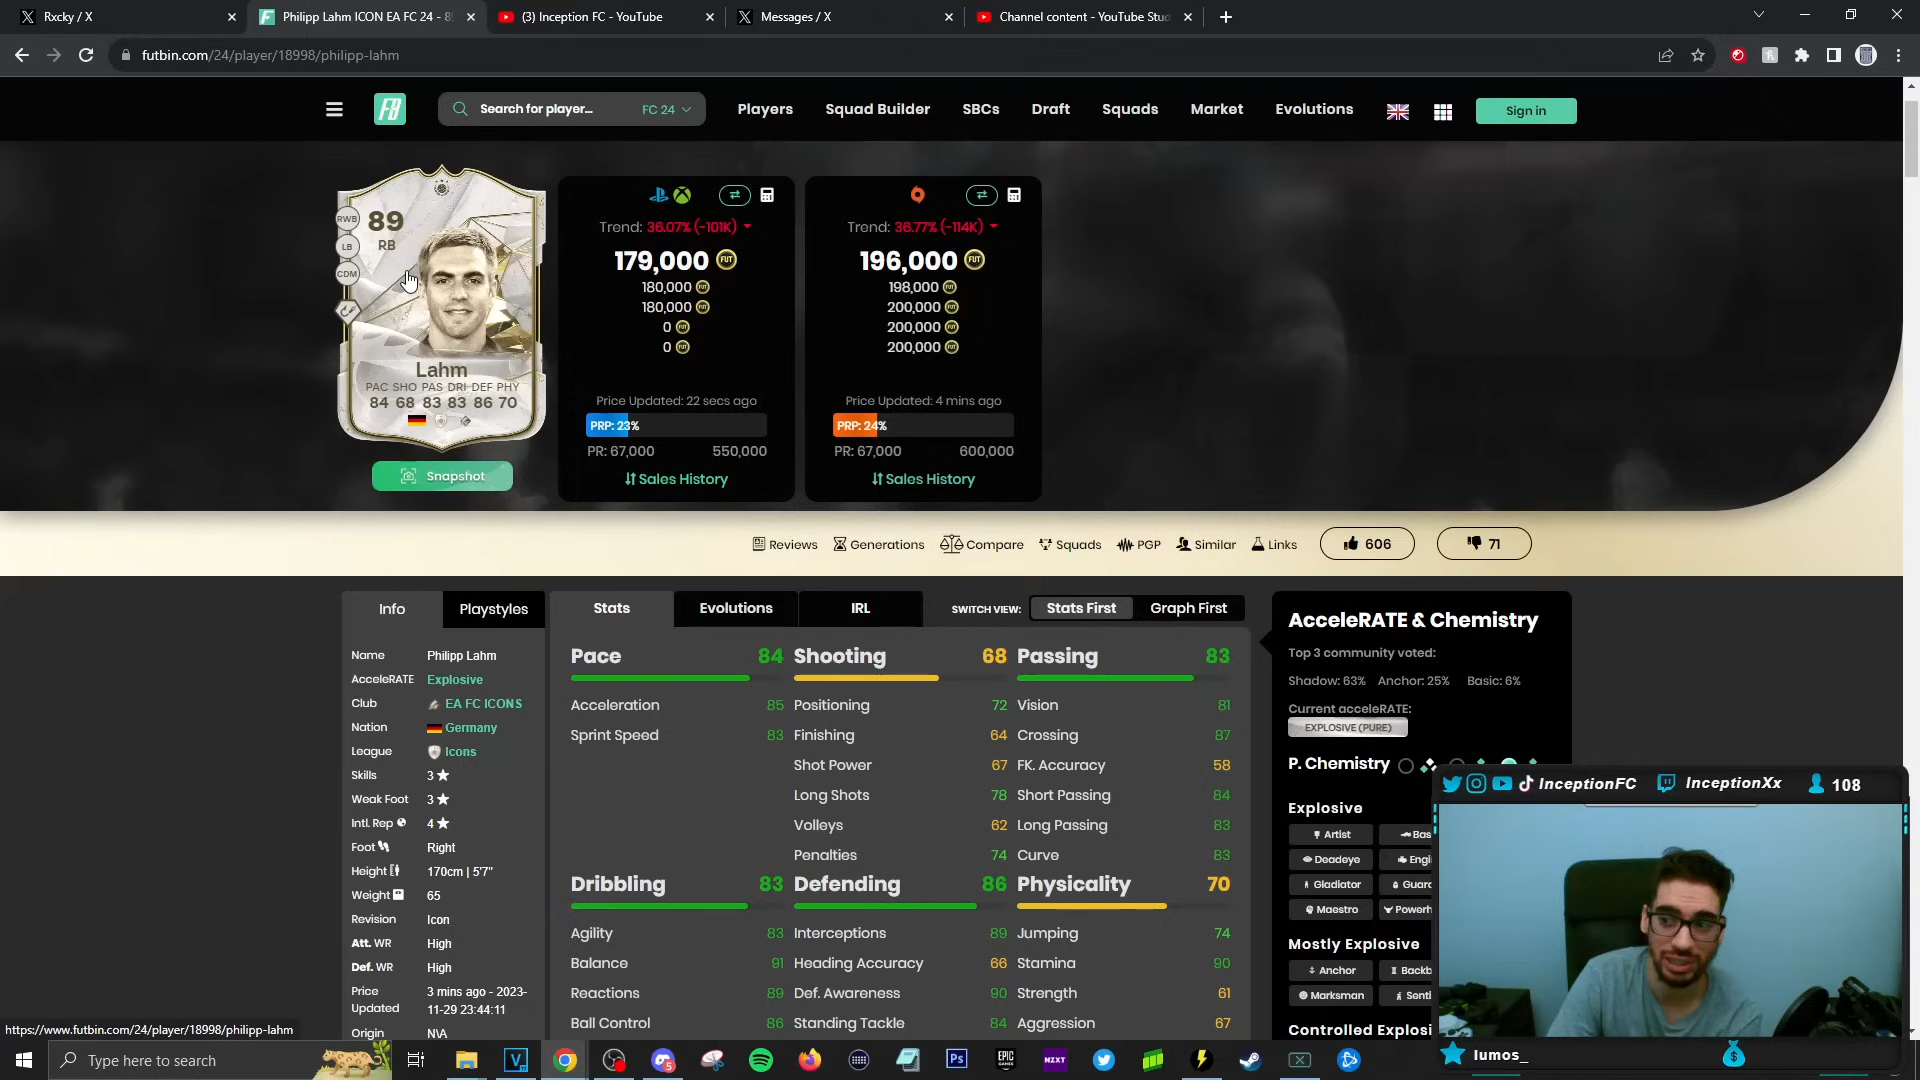 Rxcky / X
Philipp Lahm ICON EA FC 24 - 8
(3) Inception FC - YouTube
Messages / X
Channel content - YouTube Stu
futbin.com/24/player/18998/philipp-lahm
Search for player...
FC 24
Players
Squad Builder
SBCs
Draft
Squads
Market
Evolutions
Sign in
RWB
LB
CDM
89
RB
Lahm
PAC SHO PAS DRI DEF PHY
84 68 83 83 86 70
Snapshot
Trend: 36.07% (-101K)
179,000
180,000
180,000
0
0
Price Updated: 22 secs ago
PRP: 23%
PR: 67,000 550,000
Sales History
Trend: 36.77% (-114K)
196,000
198,000
200,000
200,000
200,000
Price Updated: 4 mins ago
PRP: 24%
PR: 67,000 600,000
Sales History
Reviews
Generations
Compare
Squads
PGP
Similar
Links
606
71
Info
Playstyles
Name Philipp Lahm
AcceleRATE Explosive
Club EA FC ICONS
Nation Germany
League Icons
Skills 3
Weak Foot 3
Intl. Rep 4
Foot Right
Height 170cm | 5'7"
Weight 65
Revision Icon
Att. WR High
Def. WR High
Price Updated 3 mins ago - 2023-11-29 23:44:11
Origin N\A
Stats
Evolutions
IRL
SWITCH VIEW:
Stats First
Graph First
Pace 84
Acceleration 85
Sprint Speed 83
Shooting 68
Positioning 72
Finishing 64
Shot Power 67
Long Shots 78
Volleys 62
Penalties 74
Passing 83
Vision 81
Crossing 87
FK. Accuracy 58
Short Passing 84
Long Passing 83
Curve 83
Dribbling 83
Agility 83
Balance 91
Reactions 89
Ball Control 86
Defending 86
Interceptions 89
Heading Accuracy 66
Def. Awareness 90
Standing Tackle 84
Physicality 70
Jumping 74
Stamina 90
Strength 61
Aggression 67
AcceleRATE & Chemistry
Top 3 community voted:
Shadow: 63% Anchor: 25% Basic: 6%
Current acceleRATE:
EXPLOSIVE (PURE)
P. Chemistry
Explosive
Artist
Bas
Deadeye
Engi
Gladiator
Guar
Maestro
Powerh
Mostly Explosive
Anchor
Backb
Marksman
Senti
Controlled Explosi
InceptionFC
InceptionXx
108
lumos_
https://www.futbin.com/24/player/18998/philipp-lahm
Type here to search
V
5
Ps
EPIC
GAMES
NZXT